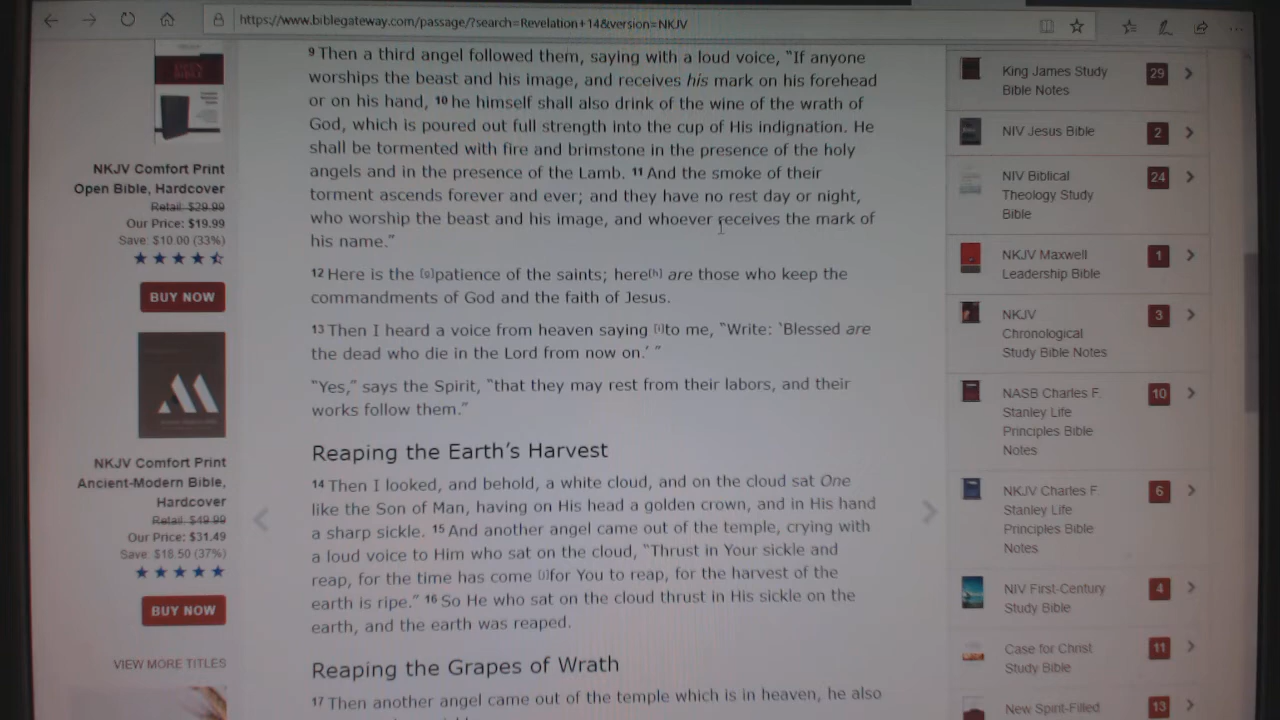 https://www.biblegateway.com/passage/?search=Revelation+14&version=NKJV
NKJV Comfort Print
Open Bible, Hardcover
Retail: $29.99
Our Price: $19.99
Save: $10.00 (33%)
BUY NOW
NKJV Comfort Print
Ancient-Modern Bible,
Hardcover
Retail: $49.99
Our Price: $31.49
Save: $18.50 (37%)
BUY NOW
VIEW MORE TITLES
9 Then a third angel followed them, saying with a loud voice, “If anyone
worships the beast and his image, and receives his mark on his forehead
or on his hand, 10 he himself shall also drink of the wine of the wrath of
God, which is poured out full strength into the cup of His indignation. He
shall be tormented with fire and brimstone in the presence of the holy
angels and in the presence of the Lamb. 11 And the smoke of their
torment ascends forever and ever; and they have no rest day or night,
who worship the beast and his image, and whoever receives the mark of
his name.”
12 Here is the [g]patience of the saints; here[h] are those who keep the
commandments of God and the faith of Jesus.
13 Then I heard a voice from heaven saying [i]to me, “Write: ‘Blessed are
the dead who die in the Lord from now on.’ ”
“Yes,” says the Spirit, “that they may rest from their labors, and their
works follow them.”
Reaping the Earth’s Harvest
14 Then I looked, and behold, a white cloud, and on the cloud sat One
like the Son of Man, having on His head a golden crown, and in His hand
a sharp sickle. 15 And another angel came out of the temple, crying with
a loud voice to Him who sat on the cloud, “Thrust in Your sickle and
reap, for the time has come [j]for You to reap, for the harvest of the
earth is ripe.” 16 So He who sat on the cloud thrust in His sickle on the
earth, and the earth was reaped.
Reaping the Grapes of Wrath
17 Then another angel came out of the temple which is in heaven, he also
King James Study 29
Bible Notes
NIV Jesus Bible 2
NIV Biblical 24
Theology Study
Bible
NKJV Maxwell 1
Leadership Bible
NKJV 3
Chronological
Study Bible Notes
NASB Charles F. 10
Stanley Life
Principles Bible
Notes
NKJV Charles F. 6
Stanley Life
Principles Bible
Notes
NIV First-Century 4
Study Bible
Case for Christ 11
Study Bible
New Spirit-Filled 13